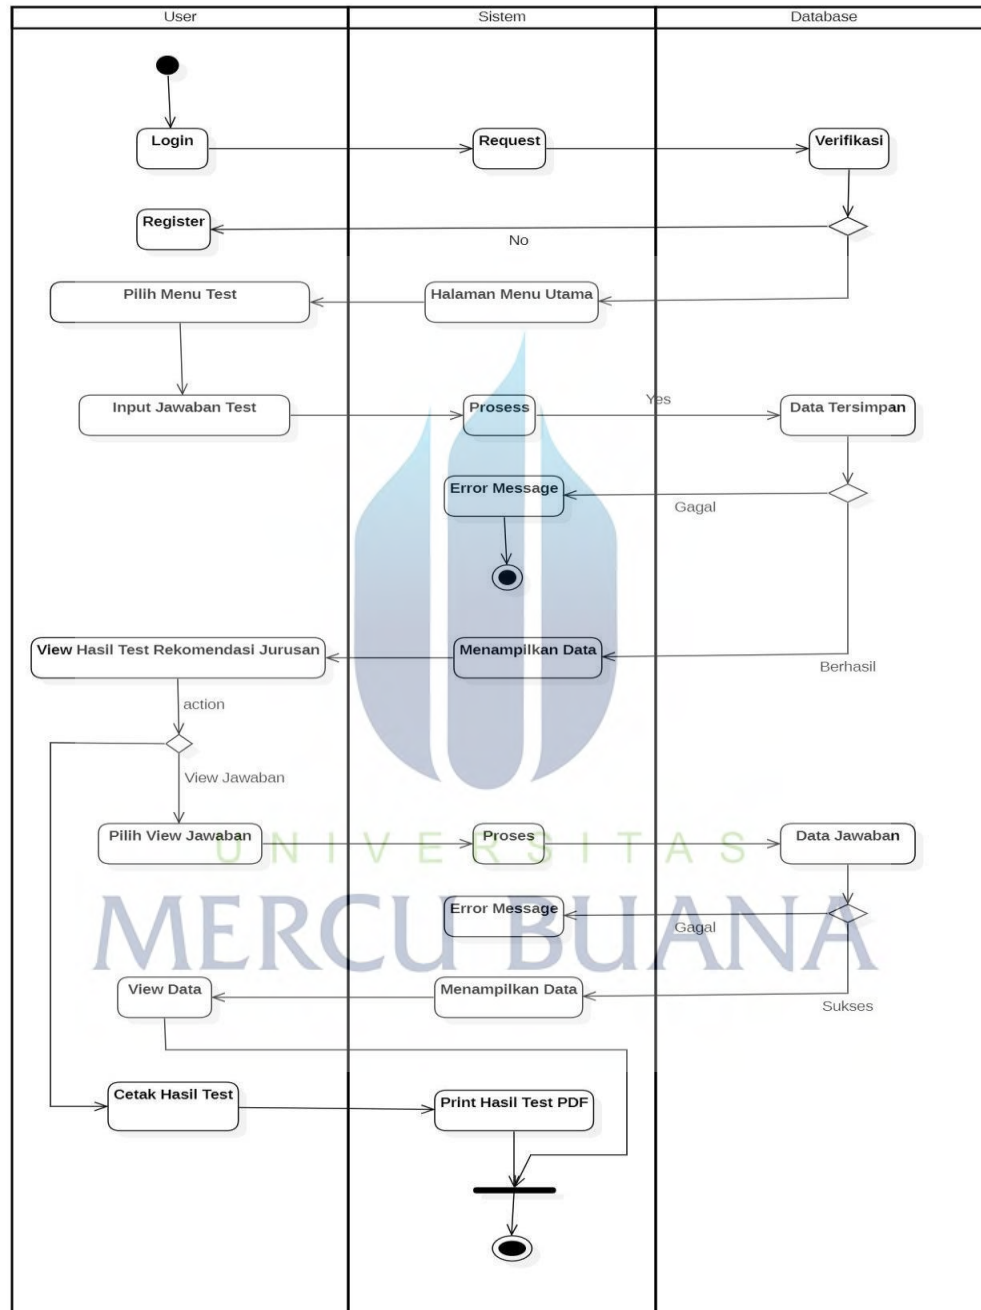 User
Sistem
Database
Login
Request
Verifikasi
Register
No
Pilih Menu Test
Halaman Menu Utama
Input Jawaban Test
Prosess
Yes
Data Tersimpan
Error Message
Gagal
View Hasil Test Rekomendasi Jurusan
Menampilkan Data
Berhasil
action
View Jawaban
Pilih View Jawaban
Proses
Data Jawaban
UNIVERSITAS
Error Message
Gagal
MERCU BUANA
View Data
Menampilkan Data
Sukses
Cetak Hasil Test
Print Hasil Test PDF